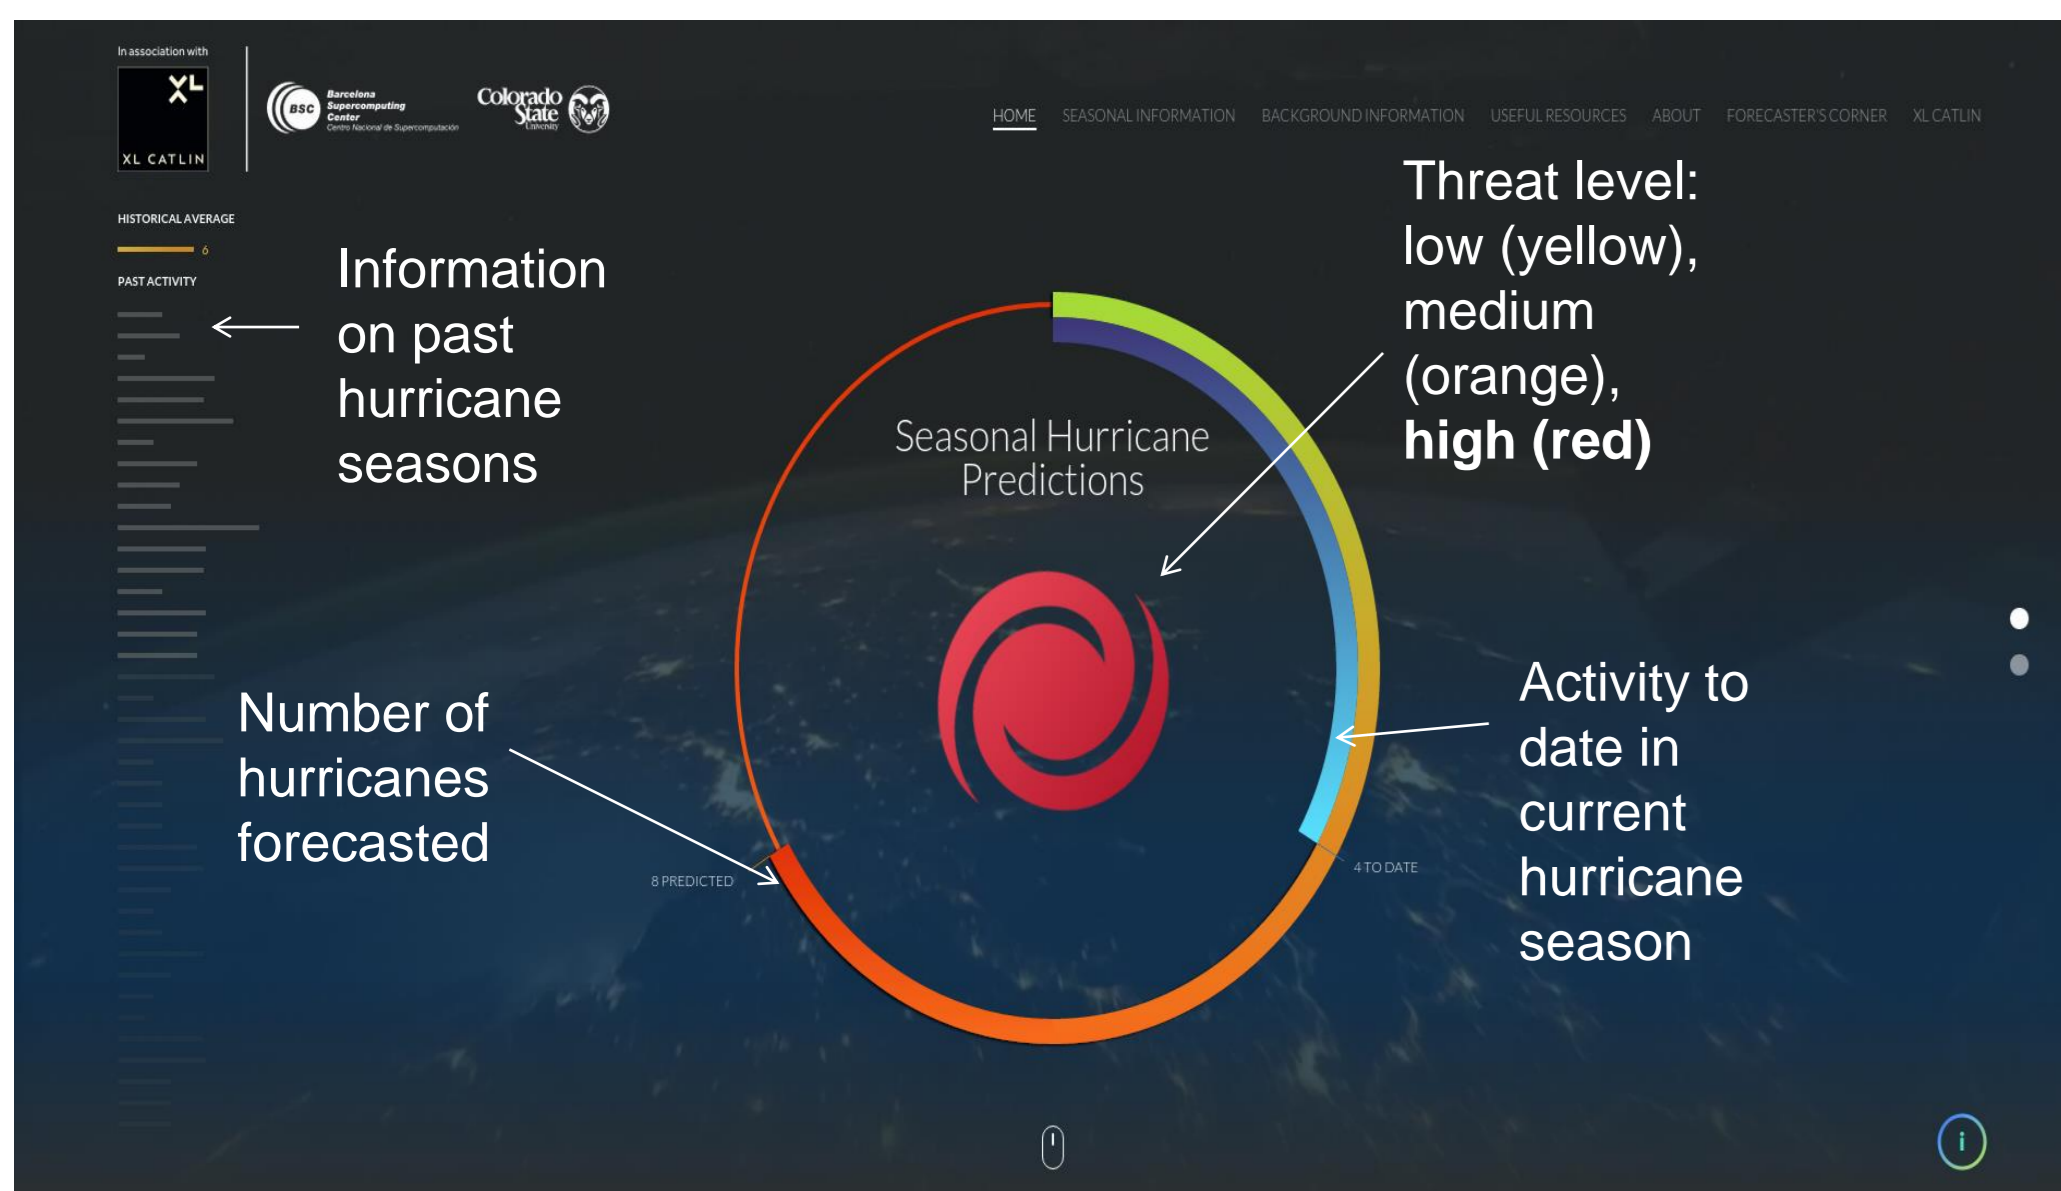 In association with
XL
XL CATLIN
BSC
Barcelona
Supercomputing
Center
Centro Nacional de Supercomputación
Colorado
State
University
HOME SEASONAL INFORMATION BACKGROUND INFORMATION USEFUL RESOURCES ABOUT FORECASTER'S CORNER XL CATLIN
HISTORICAL AVERAGE
6
PAST ACTIVITY
Information
on past
hurricane
seasons
Threat level:
low (yellow),
medium
(orange),
high (red)
Seasonal Hurricane
Predictions
Number of
hurricanes
forecasted
8 PREDICTED
4 TO DATE
Activity to
date in
current
hurricane
season
i